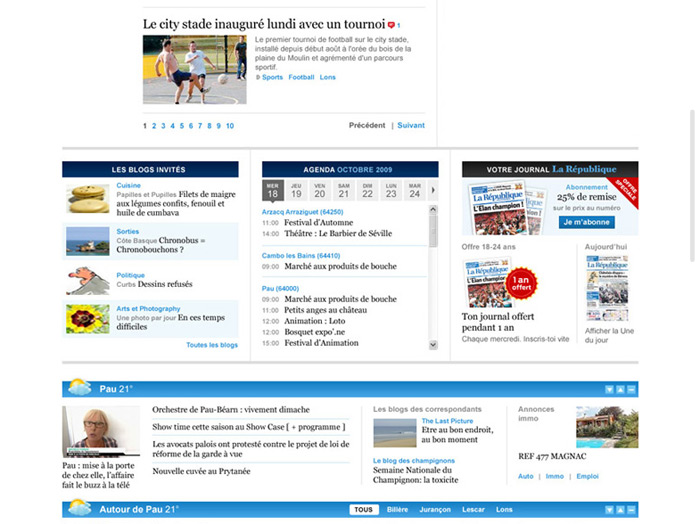 Le city stade inauguré lundi avec un tournoi 1
Le premier tournoi de football sur le city stade,
installé depuis début août à l'orée du bois de la
plaine du Moulin et agrémenté d'un parcours
sportif.
Sports Football Lons
1 2 3 4 5 6 7 8 9 10
Précédent | Suivant
LES BLOGS INVITÉS
Cuisine
Papilles et Pupilles Filets de maigre
aux légumes confits, fenouil et
huile de cumbava
Sorties
Côte Basque Chronobus =
Chronobouchons ?
Politique
Curbs Dessins refusés
Arts et Photography
Une photo par jour En ces temps
difficiles
Toutes les blogs
AGENDA OCTOBRE 2009
MER JEU VEN SAM DIM LUN MAR
18 19 20 21 22 23 24
Arzacq Arraziguet (64250)
11:00 Festival d'Automne
14:00 Théâtre : Le Barbier de Séville
Cambo les Bains (64410)
09:00 Marché aux produits de bouche
Pau (64000)
09:00 Marché aux produits de bouche
11:00 Petits anges au château
12:00 Animation : Loto
12:00 Bosquet expo'.ne
15:00 Festival d'Animation
VOTRE JOURNAL La République
OFFRE
SPÉCIALE
La République
L'Élan champion !
Abonnement
25% de remise
sur le prix au numéro
Je m'abonne
Offre 18-24 ans
La République
L'Élan champion !
1 an
offert
Ton journal offert
pendant 1 an
Chaque mercredi. Inscris-toi vite
Aujourd'hui
La République
Afficher la Une
du jour
Pau 21°
Pau : mise à la porte
de chez elle, l'affaire
fait le buzz à la télé
Orchestre de Pau-Béarn : vivement dimache
Show time cette saison au Show Case [ + programme ]
Les avocats palois ont protesté contre le projet de loi de
réforme de la garde à vue
Nouvelle cuvée au Prytanée
Les blogs des correspondants
The Last Picture
Etre au bon endroit,
au bon moment
Le blog des champignons
Semaine Nationale du
Champignon: la toxicite
Annonces
immo
REF 477 MAGNAC
Auto | Immo | Emploi
Autour de Pau 21°
TOUS Bilière Jurançon Lescar Lons